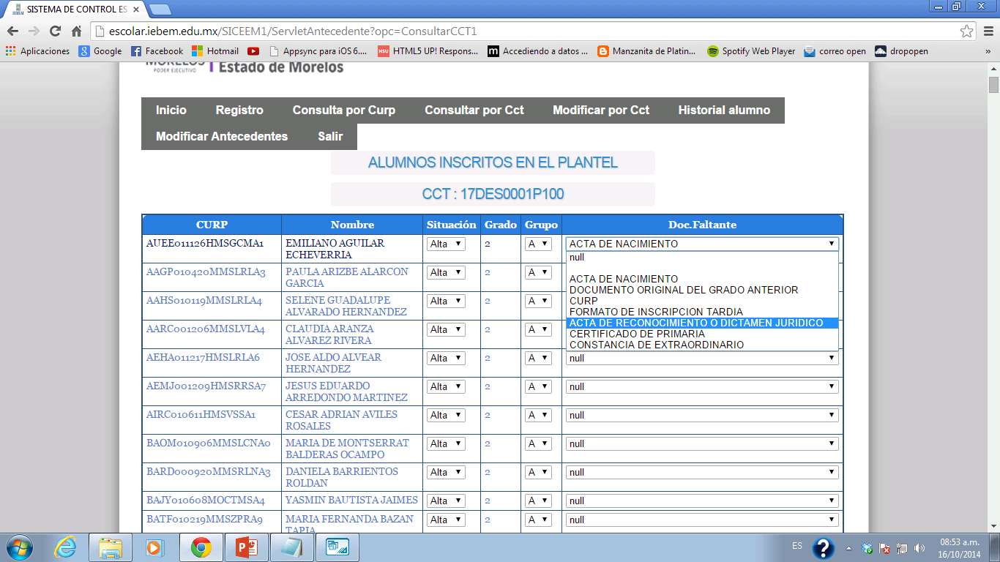 SISTEMA DE CONTROL ES
escolar.iebem.edu.mx/SICEEM1/ServletAntecedente?opc=ConsultarCCT1
Aplicaciones Google Facebook Hotmail Appsync para iOS 6.... HTML5 UP! Respons... Accediendo a datos ... Manzanita de Platin... Spotify Web Player correo open dropopen »
MORELOS Estado de Morelos
PODER EJECUTIVO
Inicio Registro Consulta por Curp Consultar por Cct Modificar por Cct Historial alumno
Modificar Antecedentes Salir
ALUMNOS INSCRITOS EN EL PLANTEL
CCT : 17DES0001P100
CURP Nombre Situación Grado Grupo Doc.Faltante
AUEE011126HMSGCMA1 EMILIANO AGUILAR Alta 2 A ACTA DE NACIMIENTO
ECHEVERRIA
null
AAGP010420MMSLRLA3 PAULA ARIZBE ALARCON Alta 2 A
GARCIA
ACTA DE NACIMIENTO
DOCUMENTO ORIGINAL DEL GRADO ANTERIOR
AAHS010119MMSLRLA4 SELENE GUADALUPE Alta 2 A CURP
ALVARADO HERNANDEZ FORMATO DE INSCRIPCION TARDIA
ACTA DE RECONOCIMIENTO O DICTAMEN JURIDICO
AARC001206MMSLVLA4 CLAUDIA ARANZA Alta 2 A CERTIFICADO DE PRIMARIA
ALVAREZ RIVERA CONSTANCIA DE EXTRAORDINARIO
AEHA011217HMSLRLA6 JOSE ALDO ALVEAR Alta 2 A null
HERNANDEZ
AEMJ001209HMSRRSA7 JESUS EDUARDO Alta 2 A null
ARREDONDO MARTINEZ
AIRC010611HMSVSSA1 CESAR ADRIAN AVILES Alta 2 A null
ROSALES
BAOM010906MMSLCNA0 MARIA DE MONTSERRAT Alta 2 A null
BALDERAS OCAMPO
BARD000920MMSRLNA3 DANIELA BARRIENTOS Alta 2 A null
ROLDAN
BAJY010608MOCTMSA4 YASMIN BAUTISTA JAIMES Alta 2 A null
BATF010219MMSZPRA9 MARIA FERNANDA BAZAN Alta 2 A null
TAPIA
ES 08:53 a.m.
16/10/2014